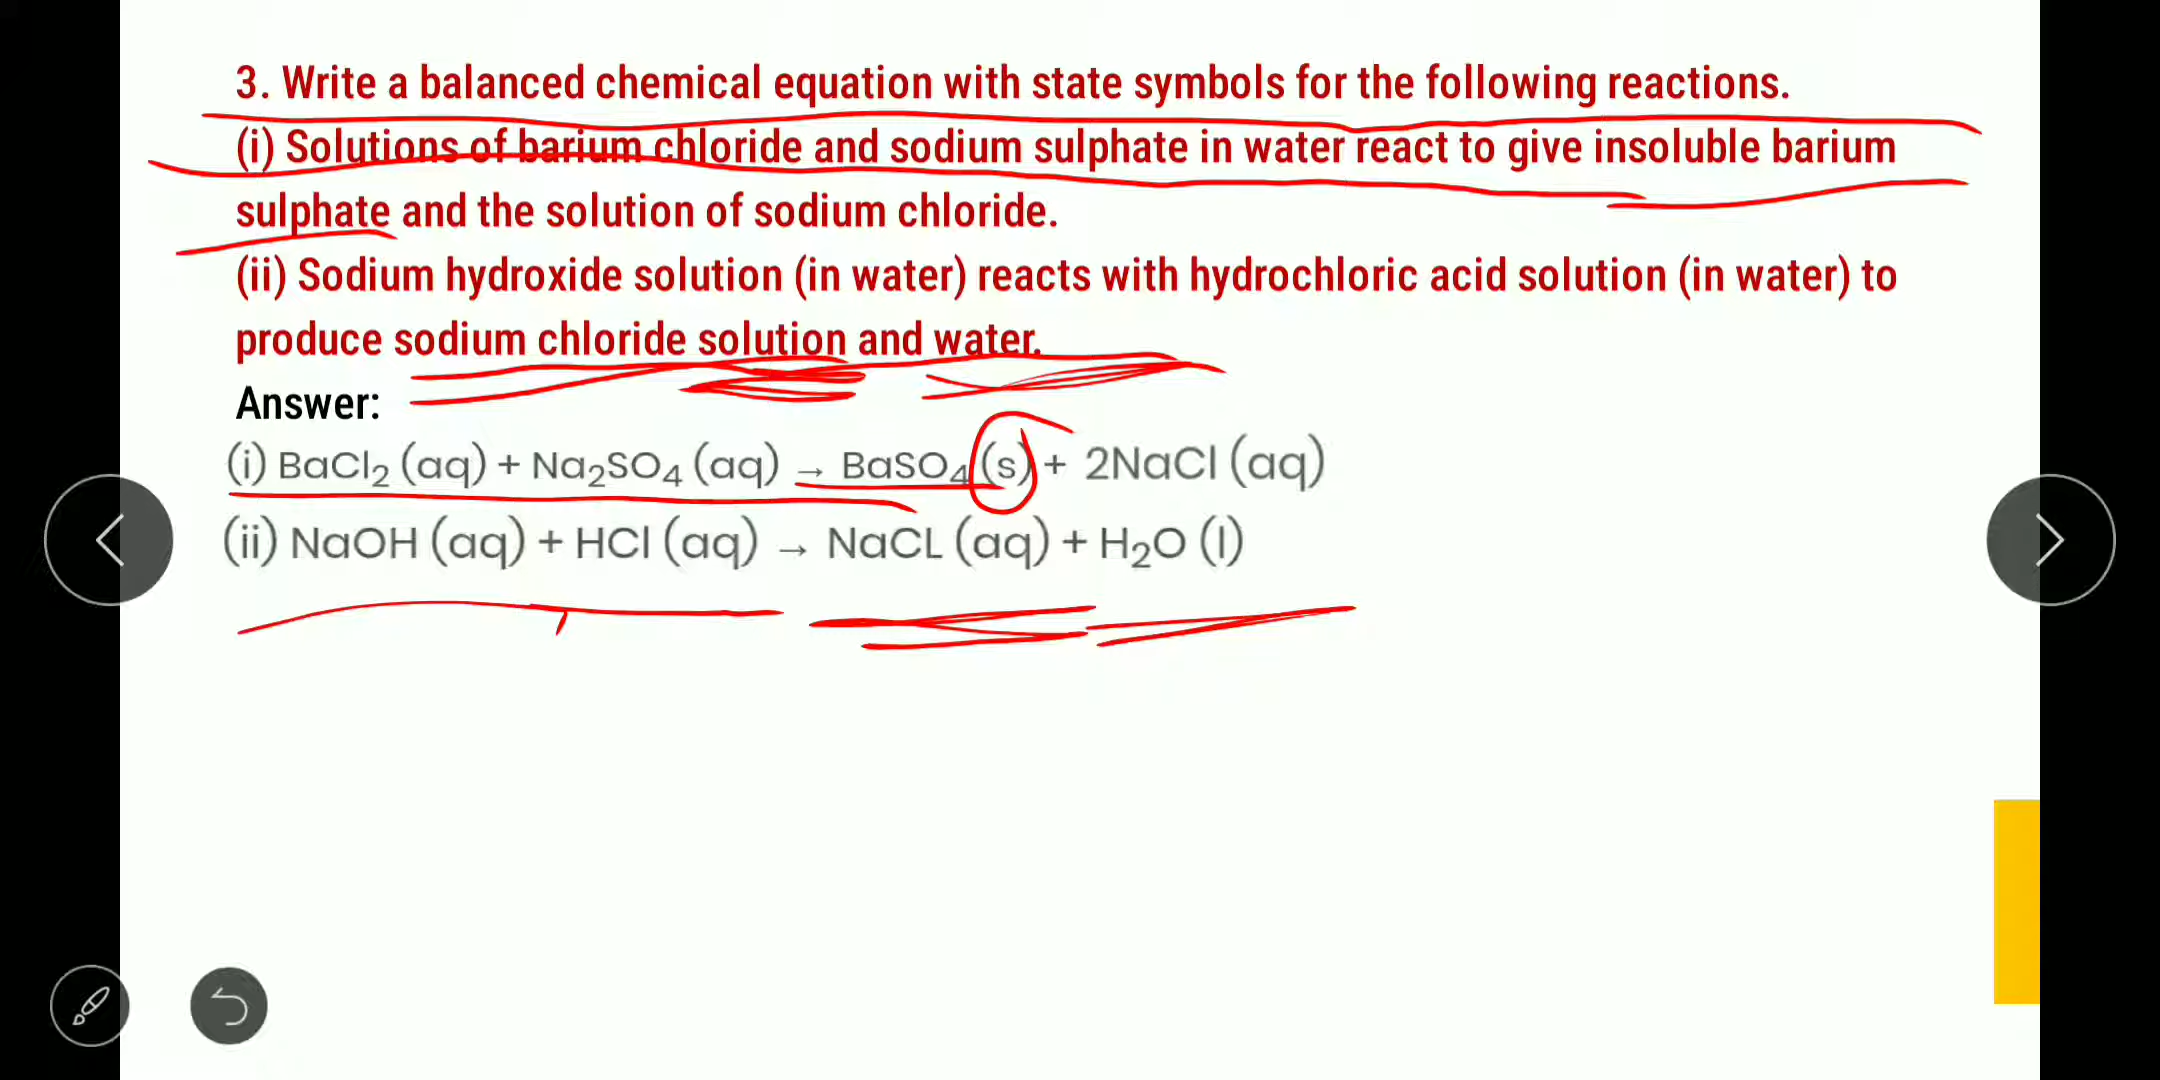 3. Write a balanced chemical equation with state symbols for the following reactions.
(i) Solutions of barium chloride and sodium sulphate in water react to give insoluble barium
sulphate and the solution of sodium chloride.
(ii) Sodium hydroxide solution (in water) reacts with hydrochloric acid solution (in water) to
produce sodium chloride solution and water.
Answer:
(i) BaCl₂ (aq) + Na₂SO₄ (aq) → BaSO₄ (s) + 2NaCl (aq)
(ii) NaOH (aq) + HCl (aq) → NaCL (aq) + H₂O (l)